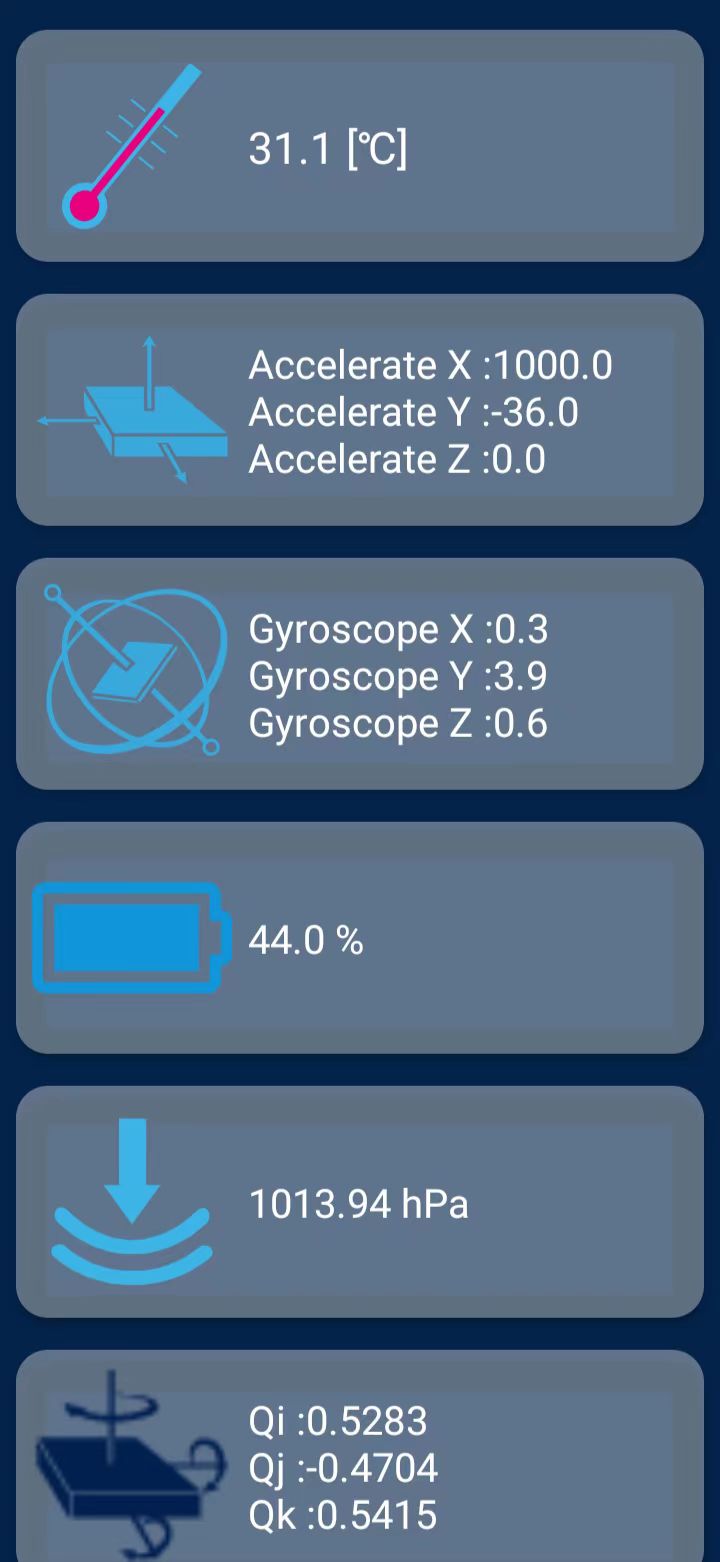 31.1 [℃]
Accelerate X :1000.0
Accelerate Y :-36.0
Accelerate Z :0.0
Gyroscope X :0.3
Gyroscope Y :3.9
Gyroscope Z :0.6
44.0 %
1013.94 hPa
Qi :0.5283
Qj :-0.4704
Qk :0.5415